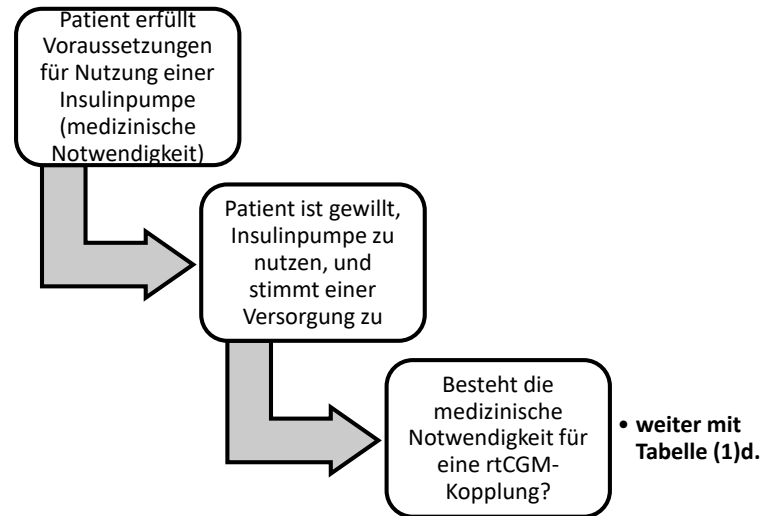 Patient erfüllt
Voraussetzungen
für Nutzung einer
Insulinpumpe
(medizinische
Notwendigkeit)
Patient ist gewillt,
Insulinpumpe zu
nutzen, und
stimmt einer
Versorgung zu
Besteht die
medizinische
Notwendigkeit für
eine rtCGM-
Kopplung?
• weiter mit
Tabelle (1)d.